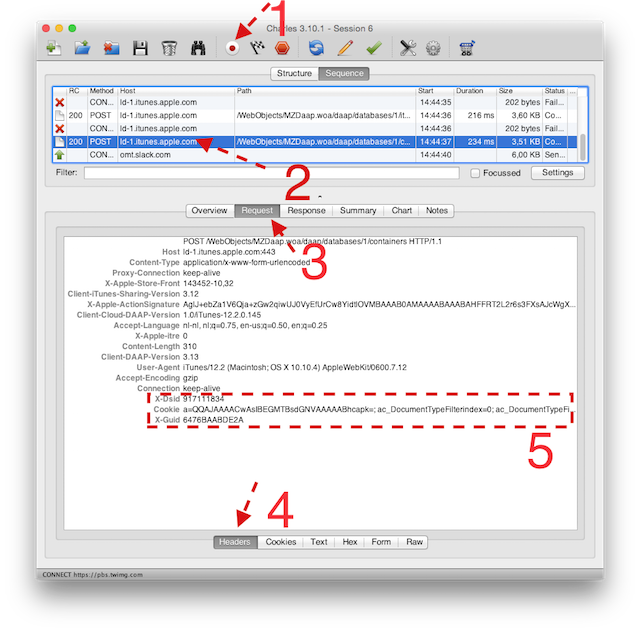 1
Charles 3.10.1 - Session 6
Structure Sequence
RC Method Host Path Start Duration Size Status ...
CON... ld-1.itunes.apple.com 14:44:35 202 bytes Fail...
200 POST ld-1.itunes.apple.com /WebObjects/MZDaap.woa/daap/databases/1/it... 14:44:35 216 ms 3,60 KB Co...
CON... ld-1.itunes.apple.com 14:44:36 202 bytes Fail...
200 POST ld-1.itunes.apple.com /WebObjects/MZDaap.woa/daap/databases/1/c... 14:44:37 234 ms 3,51 KB Co...
CON... omt.slack.com 14:44:40 6,00 KB Sen...
2
Filter: Focussed Settings
Overview Request Response Summary Chart Notes
3
POST /WebObjects/MZDaap.woa/daap/databases/1/containers HTTP/1.1
Host ld-1.itunes.apple.com:443
Content-Type application/x-www-form-urlencoded
Proxy-Connection keep-alive
X-Apple-Store-Front 143452-10,32
Client-iTunes-Sharing-Version 3.12
X-Apple-ActionSignature AgIJ+ebZa1V6Qja+zGw2qiwUJ0VyEfUrCw8YidtlOVMBAAAB0AMAAAABAAABAHFFRT2L2r6s3FXsAJcWgX...
Client-Cloud-DAAP-Version 1.0/iTunes-12.2.0.145
Accept-Language nl-nl, nl;q=0.75, en-us;q=0.50, en;q=0.25
X-Apple-itre 0
Content-Length 310
Client-DAAP-Version 3.13
User-Agent iTunes/12.2 (Macintosh; OS X 10.10.4) AppleWebKit/0600.7.12
Accept-Encoding gzip
Connection keep-alive
X-Dsid 917111834
Cookie a=QQAJAAAACwAsIBEGMTBsdGNVAAAAABhcapk=; ac_DocumentTypeFilterindex=0; ac_DocumentTypeFi...
X-Guid 6476BAABDE2A
5
4
Headers Cookies Text Hex Form Raw
CONNECT https://pbs.twimg.com